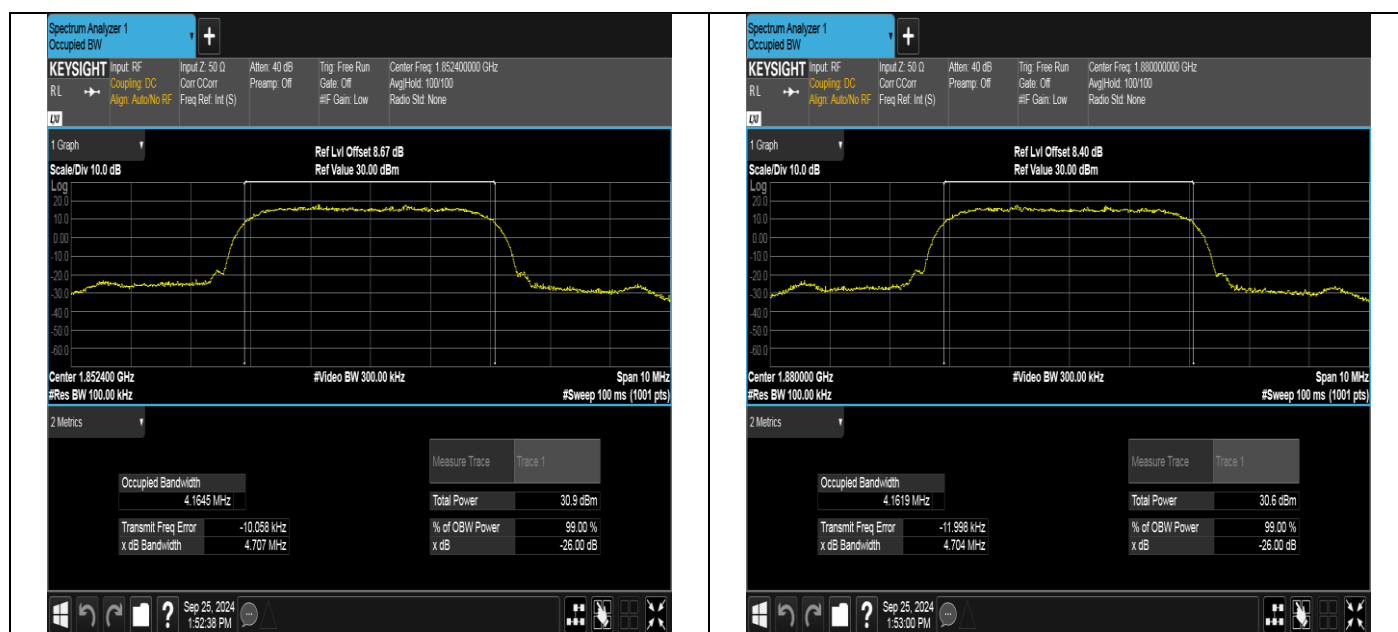 Spectrum Analyzer 1
Occupied BW
+
KEYSIGHT
RL
LXI
Input: RF
Coupling: DC
Align: Auto/No RF
Input Z: 50 Ω
Corr CCorr
Freq Ref: Int (S)
Atten: 40 dB
Preamp: Off
Trig: Free Run
Gate: Off
#IF Gain: Low
Center Freq: 1.852400000 GHz
Avg|Hold: 100/100
Radio Std: None
1 Graph
Scale/Div 10.0 dB
Ref Lvl Offset 8.67 dB
Ref Value 30.00 dBm
Log
20.0
10.0
0.00
-10.0
-20.0
-30.0
-40.0
-50.0
-60.0
Center 1.852400 GHz
#Res BW 100.00 kHz
#Video BW 300.00 kHz
Span 10 MHz
#Sweep 100 ms (1001 pts)
2 Metrics
Measure Trace Trace 1
Occupied Bandwidth
4.1645 MHz
Total Power 30.9 dBm
Transmit Freq Error -10.058 kHz
% of OBW Power 99.00 %
x dB Bandwidth 4.707 MHz
x dB -26.00 dB
?
Sep 25, 2024
1:52:38 PM
Spectrum Analyzer 1
Occupied BW
+
KEYSIGHT
RL
LXI
Input: RF
Coupling: DC
Align: Auto/No RF
Input Z: 50 Ω
Corr CCorr
Freq Ref: Int (S)
Atten: 40 dB
Preamp: Off
Trig: Free Run
Gate: Off
#IF Gain: Low
Center Freq: 1.880000000 GHz
Avg|Hold: 100/100
Radio Std: None
1 Graph
Scale/Div 10.0 dB
Ref Lvl Offset 8.40 dB
Ref Value 30.00 dBm
Log
20.0
10.0
0.00
-10.0
-20.0
-30.0
-40.0
-50.0
-60.0
Center 1.880000 GHz
#Res BW 100.00 kHz
#Video BW 300.00 kHz
Span 10 MHz
#Sweep 100 ms (1001 pts)
2 Metrics
Measure Trace Trace 1
Occupied Bandwidth
4.1619 MHz
Total Power 30.6 dBm
Transmit Freq Error -11.998 kHz
% of OBW Power 99.00 %
x dB Bandwidth 4.704 MHz
x dB -26.00 dB
?
Sep 25, 2024
1:53:00 PM